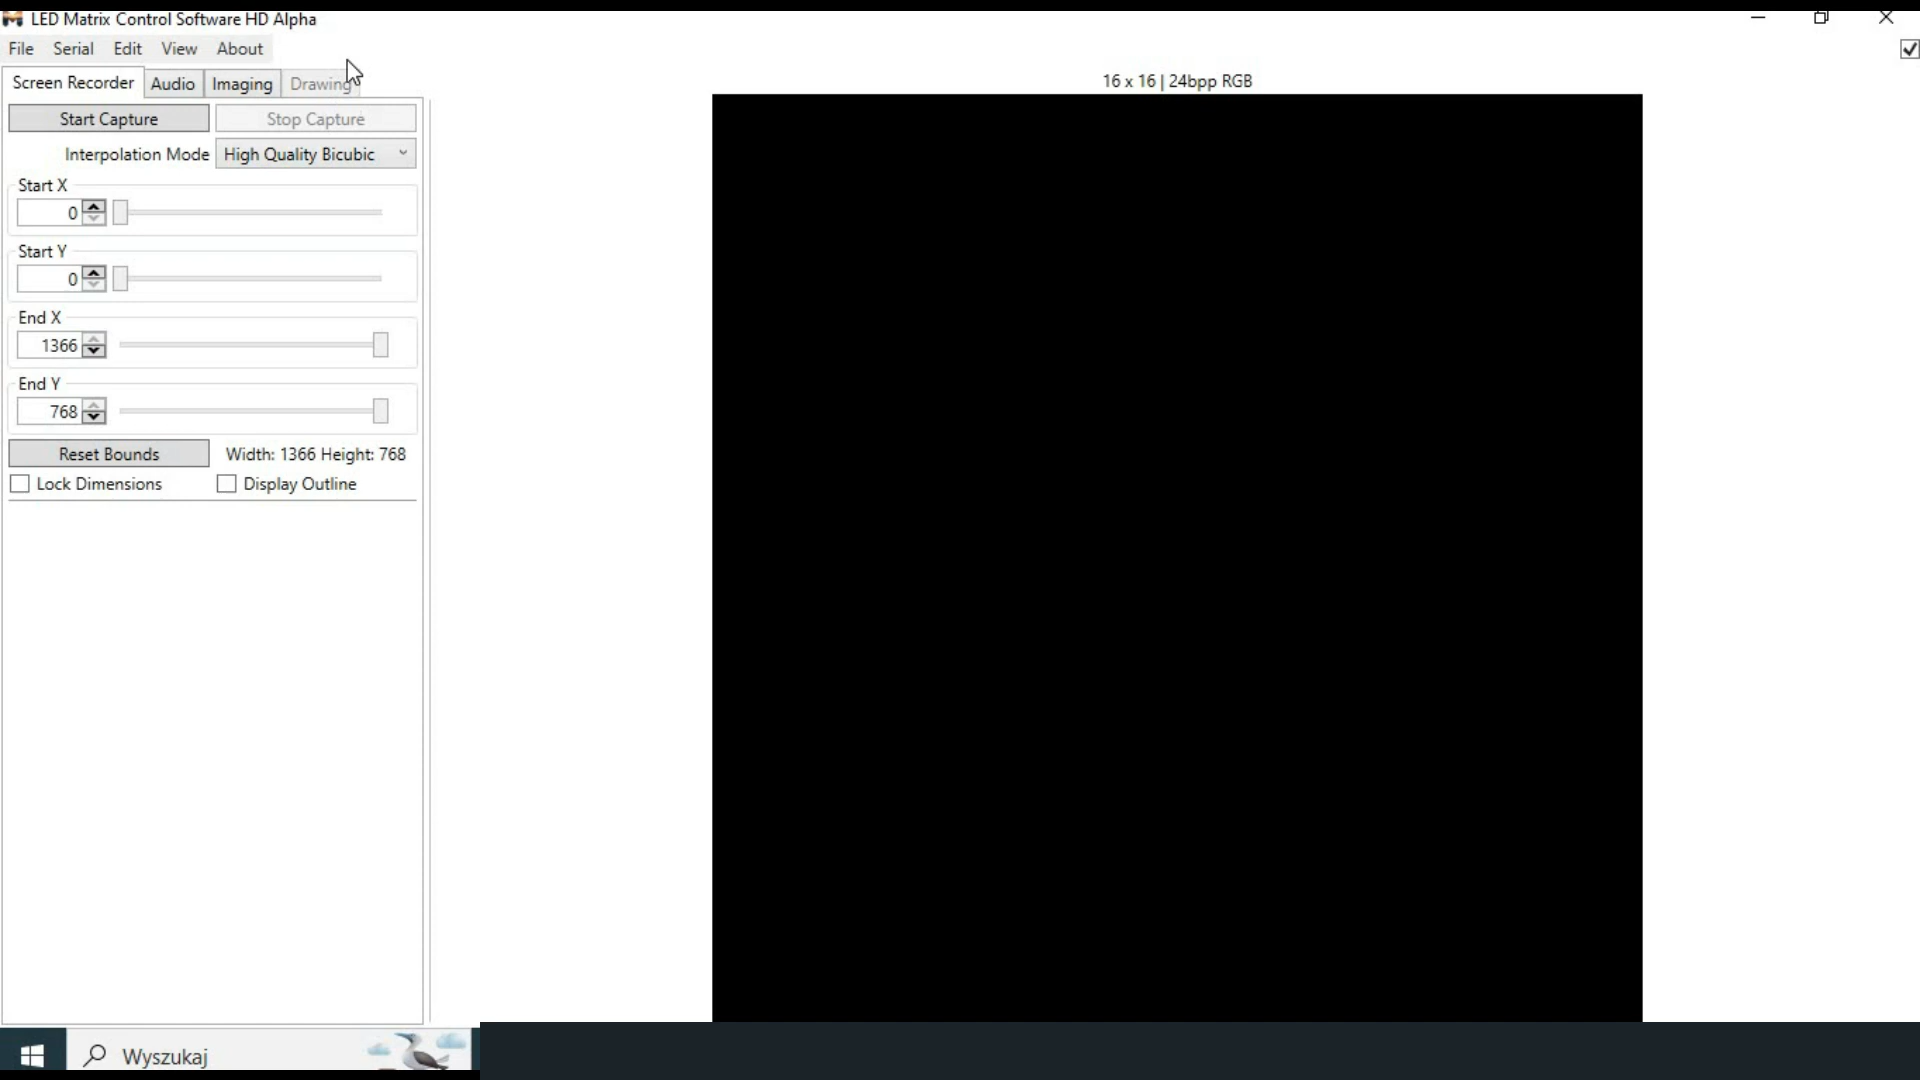 LED Matrix Control Software HD Alpha
File Serial Edit View About
Screen Recorder Audio Imaging Drawing
16 x 16 | 24bpp RGB
Start Capture Stop Capture
Interpolation Mode High Quality Bicubic
Start X
0
Start Y
0
End X
1366
End Y
768
Reset Bounds Width: 1366 Height: 768
Lock Dimensions Display Outline
Wyszukaj